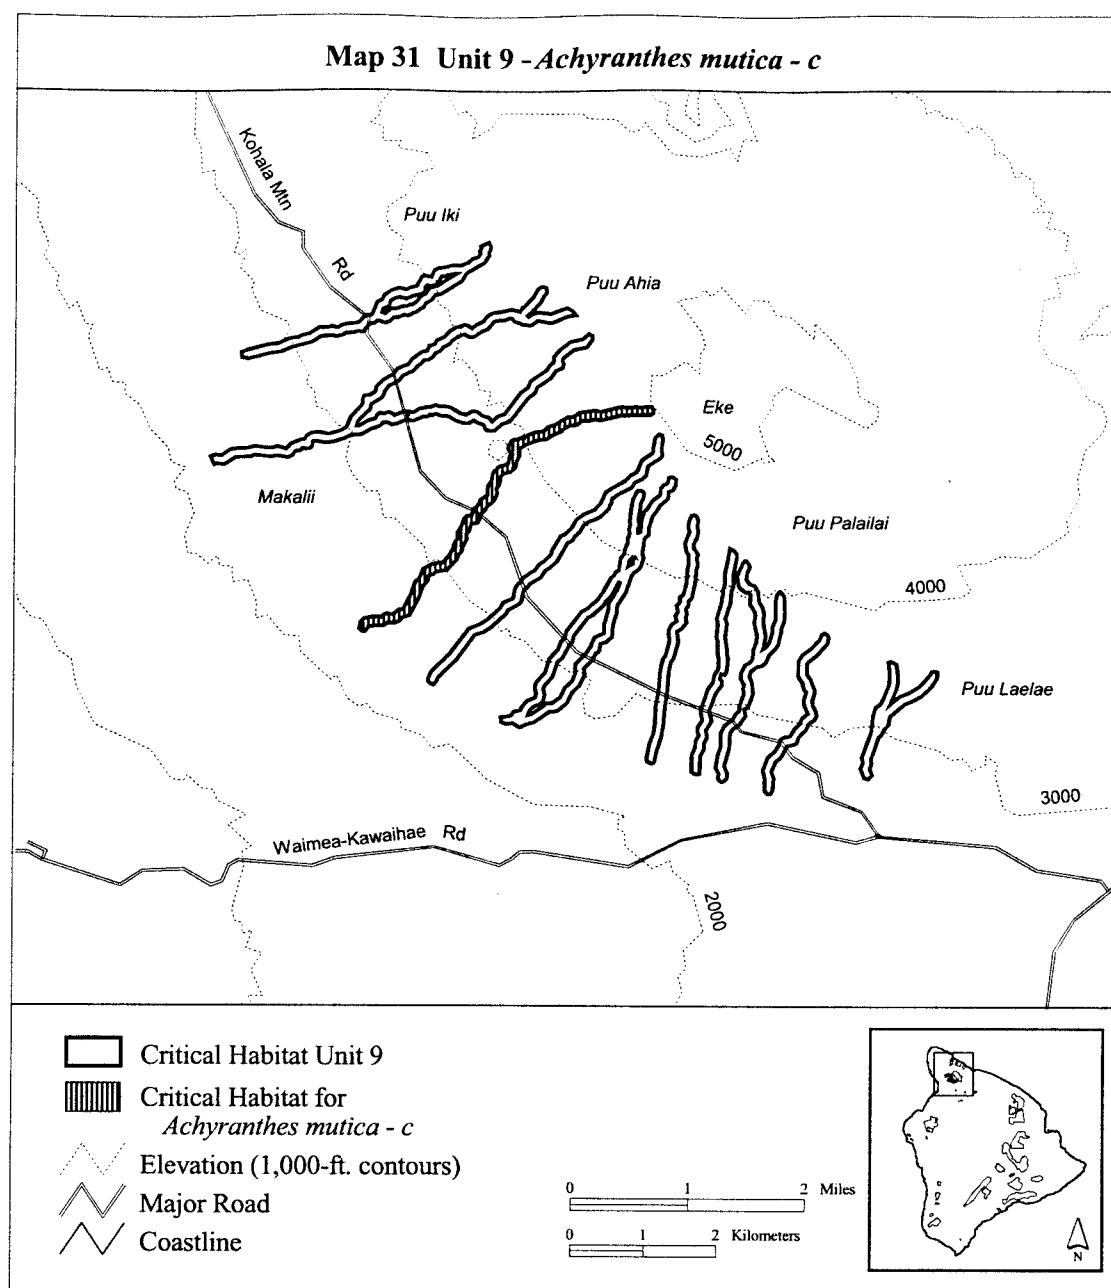 Map 31 Unit 9 - Achyranthes mutica - c
Kohala Mtn
Rd
Puu Iki
Puu Ahia
Eke
5000
Makalii
Puu Palailai
4000
Puu Laelae
3000
Waimea-Kawaihae Rd
2000
Critical Habitat Unit 9
Critical Habitat for
Achyranthes mutica - c
Elevation (1,000-ft. contours)
Major Road
Coastline
0 1 2 Miles
0 1 2 Kilometers
N